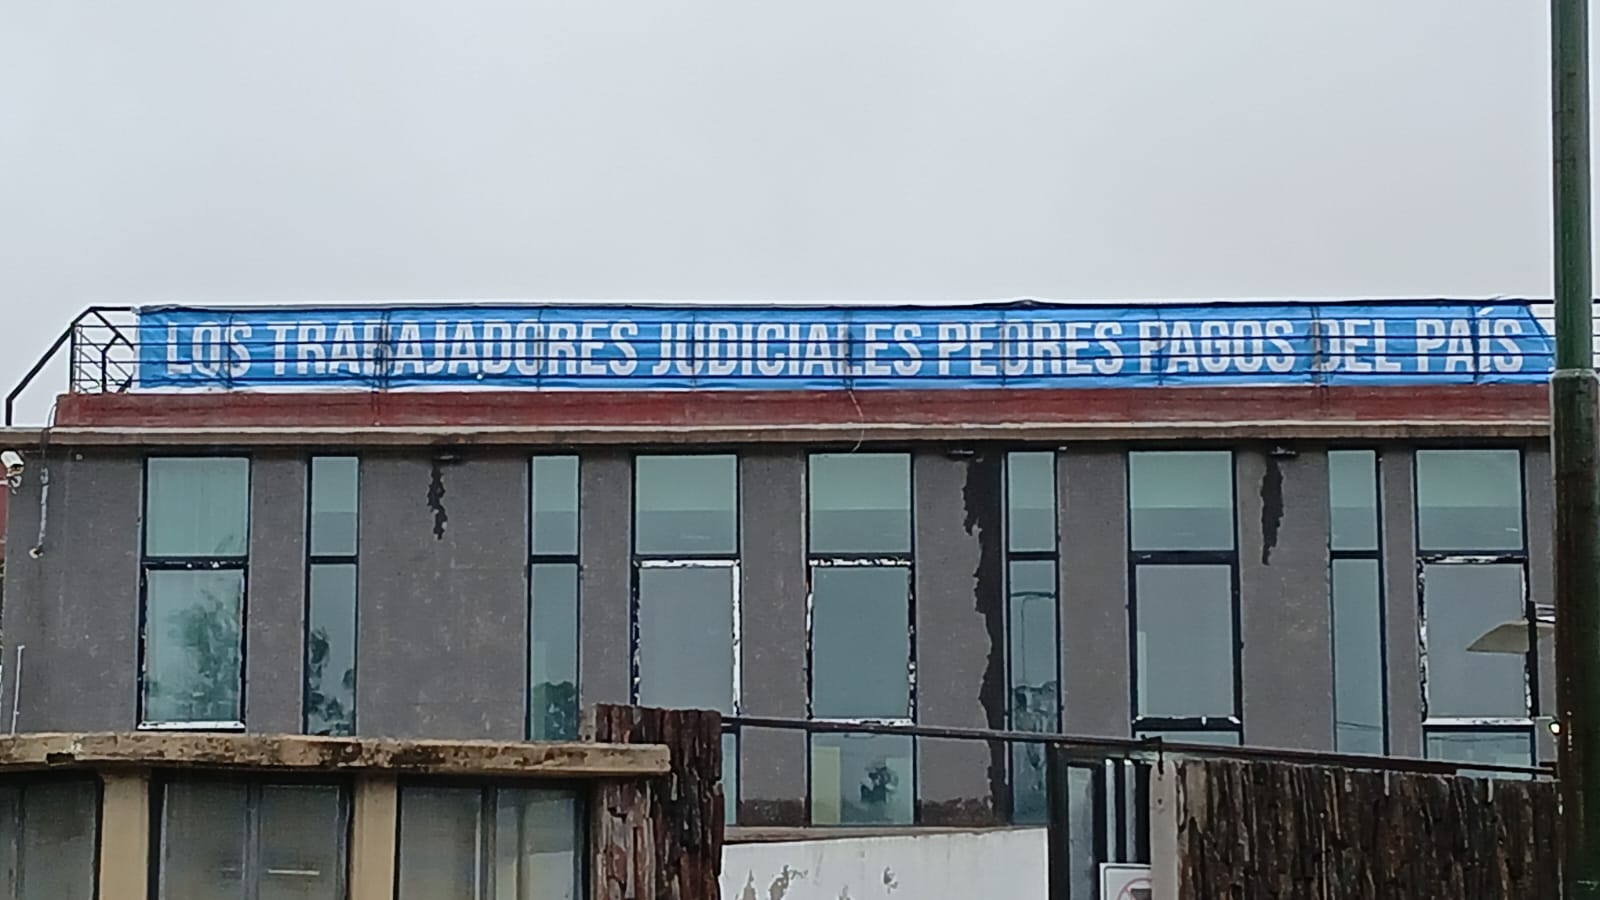 LOS TRABAJADORES JUDICIALES PEORES PAGOS DEL PAÍS